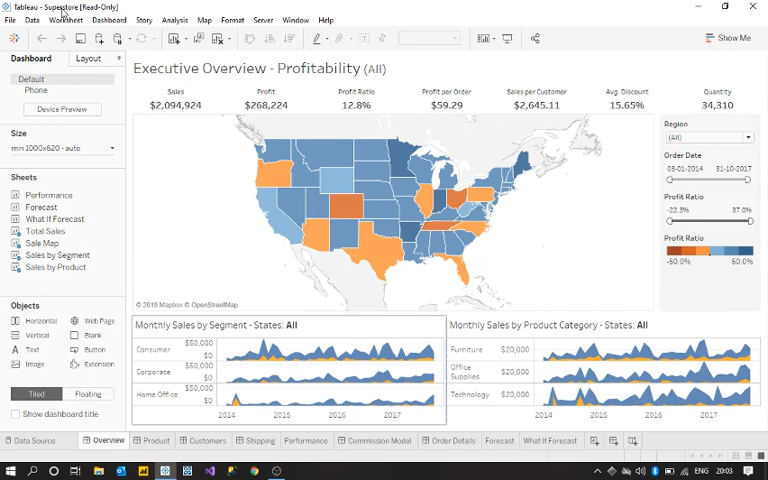 Tableau - Superstore [Read-Only]
File Data Worksheet Dashboard Story Analysis Map Format Server Window Help
Show Me
Dashboard Layout
Default
Phone
Device Preview
Size
min 1000x620 - auto
Sheets
Performance
Forecast
What If Forecast
Total Sales
Sale Map
Sales by Segment
Sales by Product
Objects
Horizontal Web Page
Vertical Blank
Text Button
Image Extension
Tiled Floating
Show dashboard title
Executive Overview - Profitability (All)
Sales Profit Profit Ratio Profit per Order Sales per Customer Avg. Discount Quantity
$2,094,924 $268,224 12.8% $59.29 $2,645.11 15.65% 34,310
© 2019 Mapbox © OpenStreetMap
Region
(All)
Order Date
03-01-2014 31-10-2017
Profit Ratio
-22.3% 37.0%
Profit Ratio
-50.0% 50.0%
Monthly Sales by Segment - States: All
Consumer $50,000 $0
Corporate $50,000 $0
Home Office $50,000 $0
2014 2015 2016 2017
Monthly Sales by Product Category - States: All
Furniture $20,000
Office Supplies $20,000
Technology $20,000
2014 2015 2016 2017
Data Source Overview Product Customers Shipping Performance Commission Model Order Details Forecast What If Forecast
ENG 20:03